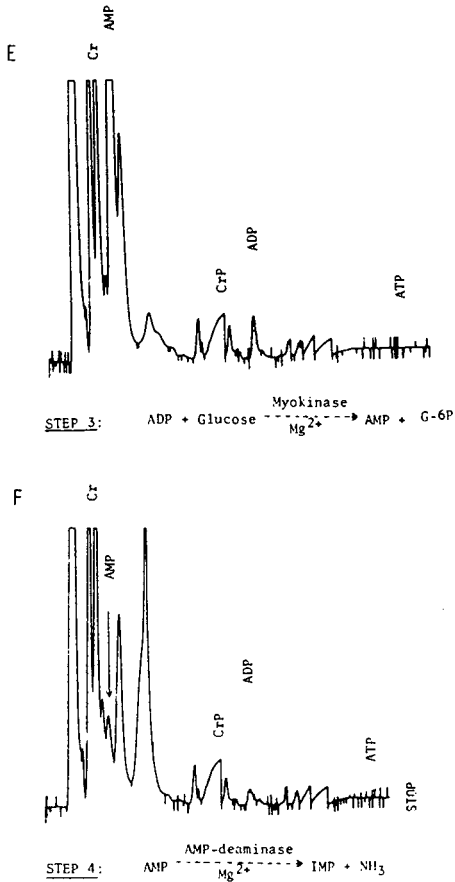 E
Cr
AMP
CrP
ADP
ATP
STEP 3: ADP + Glucose Myokinase Mg2+ AMP + G-6P
F
Cr
AMP
CrP
ADP
ATP
STOP
STEP 4: AMP AMP-deaminase Mg2+ IMP + NH3